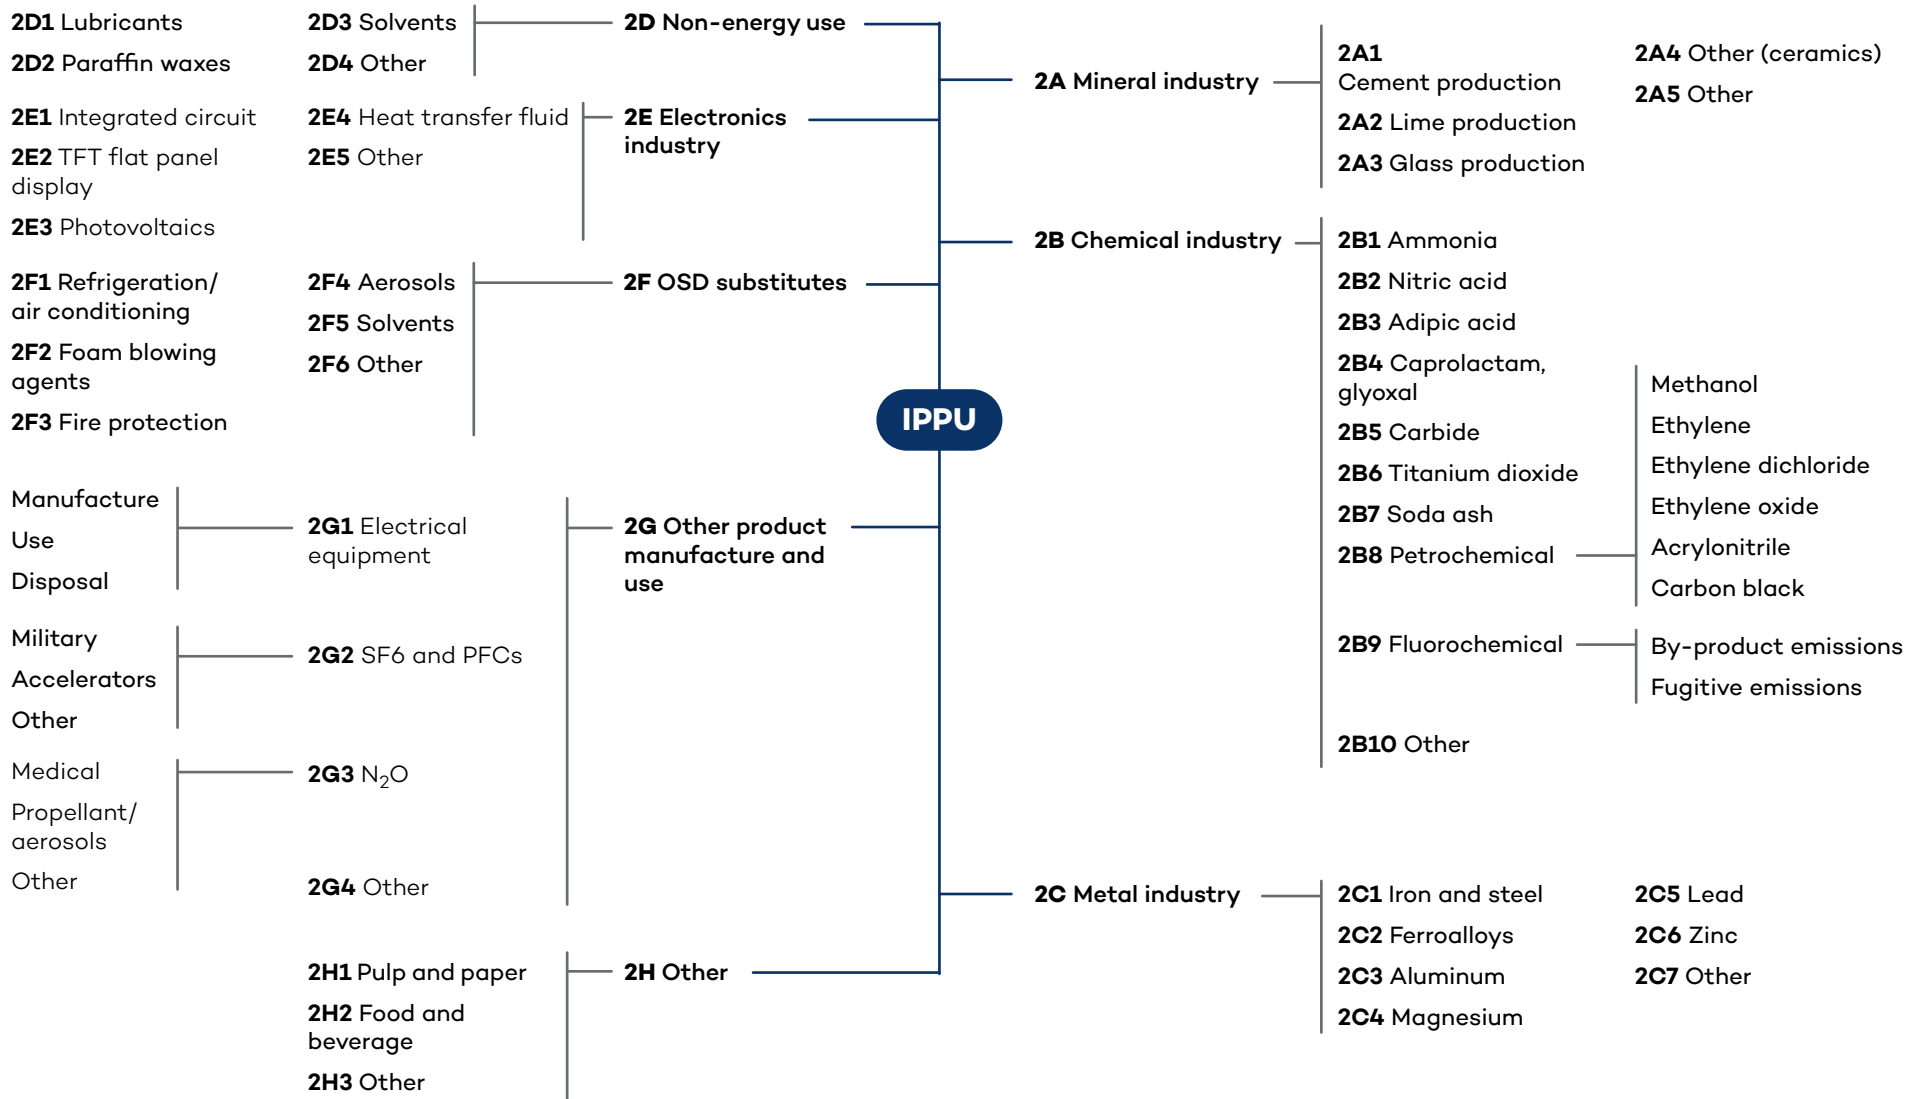 2D1 Lubricants
2D2 Paraffin waxes
2D3 Solvents
2D4 Other
2D Non-energy use
2E1 Integrated circuit
2E2 TFT flat panel
display
2E3 Photovoltaics
2E4 Heat transfer fluid
2E5 Other
2E Electronics
industry
2F1 Refrigeration/
air conditioning
2F2 Foam blowing
agents
2F3 Fire protection
2F4 Aerosols
2F5 Solvents
2F6 Other
2F OSD substitutes
IPPU
Manufacture
Use
Disposal
2G1 Electrical
equipment
2G Other product
manufacture and
use
Military
Accelerators
Other
2G2 SF6 and PFCs
Medical
Propellant/
aerosols
Other
2G3 N₂O
2G4 Other
2H1 Pulp and paper
2H2 Food and
beverage
2H3 Other
2H Other
2A Mineral industry
2A1
Cement production
2A2 Lime production
2A3 Glass production
2A4 Other (ceramics)
2A5 Other
2B Chemical industry
2B1 Ammonia
2B2 Nitric acid
2B3 Adipic acid
2B4 Caprolactam,
glyoxal
2B5 Carbide
2B6 Titanium dioxide
2B7 Soda ash
2B8 Petrochemical
Methanol
Ethylene
Ethylene dichloride
Ethylene oxide
Acrylonitrile
Carbon black
2B9 Fluorochemical
By-product emissions
Fugitive emissions
2B10 Other
2C Metal industry
2C1 Iron and steel
2C2 Ferroalloys
2C3 Aluminum
2C4 Magnesium
2C5 Lead
2C6 Zinc
2C7 Other